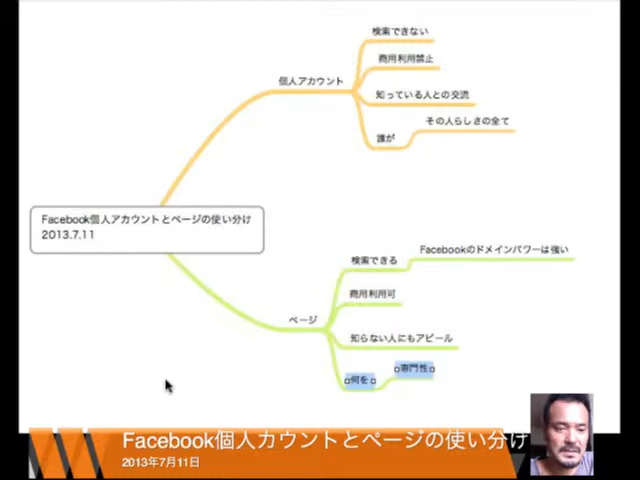 検索できない
商用利用禁止
個人アカウント
知っている人との交流
その人らしさの全て
誰が
Facebook個人アカウントとページの使い分け
2013.7.11
Facebookのドメインパワーは強い
検索できる
商用利用可
ページ
知らない人にもアピール
専門性
何を
Facebook個人カウントとページの使い分け
2013年7月11日